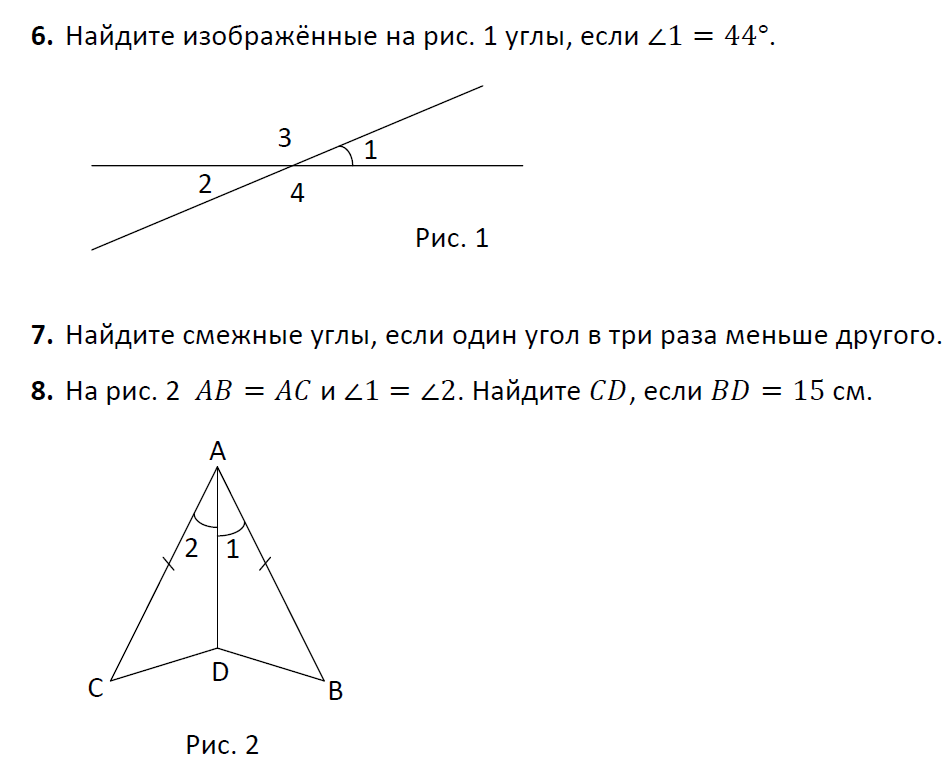 6. Найдите изображённые на рис. 1 углы, если ∠1 = 44°.
3
1
2
4
Рис. 1
7. Найдите смежные углы, если один угол в три раза меньше другого.
8. На рис. 2 AB = AC и ∠1 = ∠2. Найдите CD, если BD = 15 см.
A
2 1
C D B
Рис. 2